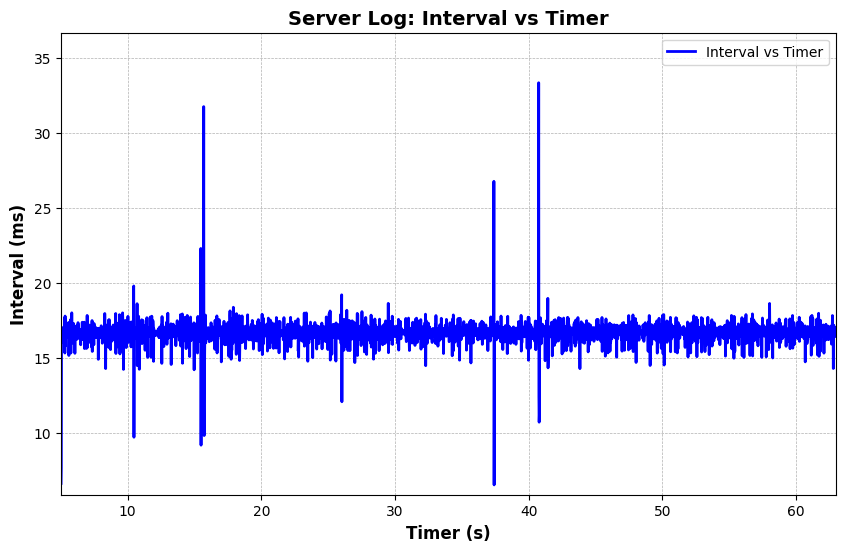 Server Log: Interval vs Timer
Interval vs Timer
Interval (ms)
35
30
25
20
15
10
10 20 30 40 50 60
Timer (s)